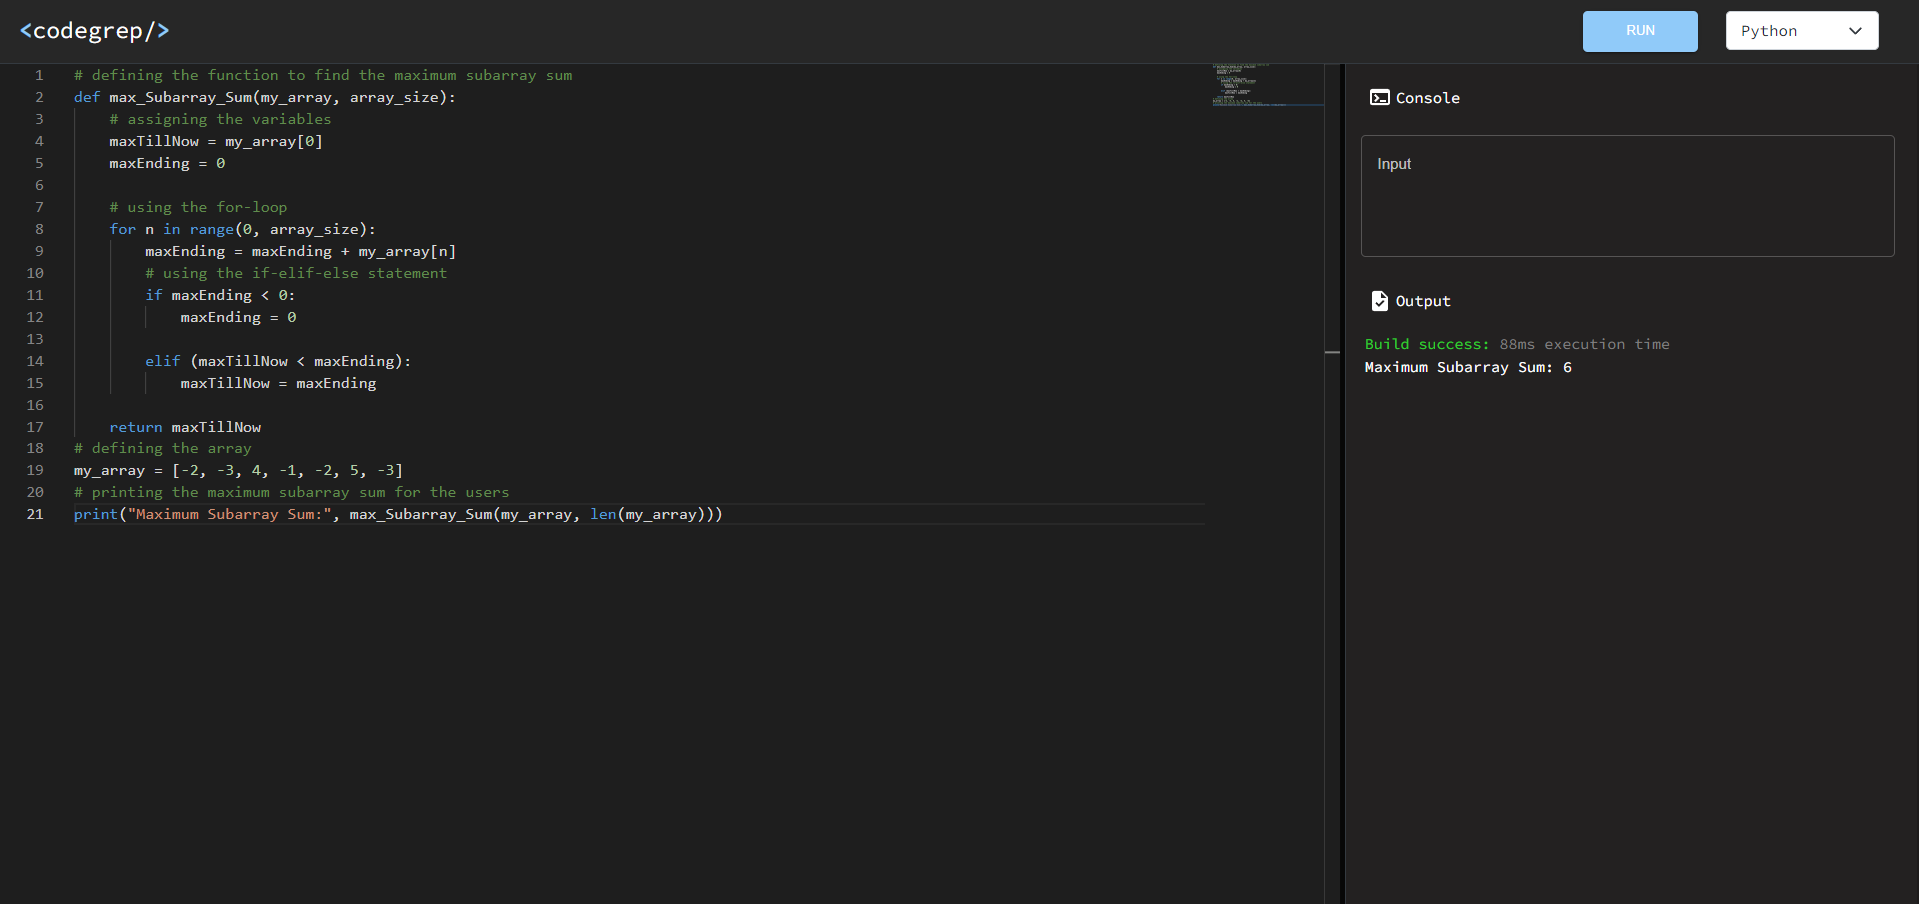 <codegrep/>
RUN
Python
1 # defining the function to find the maximum subarray sum
2 def max_Subarray_Sum(my_array, array_size):
3     # assigning the variables
4     maxTillNow = my_array[0]
5     maxEnding = 0
6
7     # using the for-loop
8     for n in range(0, array_size):
9         maxEnding = maxEnding + my_array[n]
10         # using the if-elif-else statement
11         if maxEnding < 0:
12             maxEnding = 0
13
14         elif (maxTillNow < maxEnding):
15             maxTillNow = maxEnding
16
17     return maxTillNow
18 # defining the array
19 my_array = [-2, -3, 4, -1, -2, 5, -3]
20 # printing the maximum subarray sum for the users
21 print("Maximum Subarray Sum:", max_Subarray_Sum(my_array, len(my_array)))
Console
Input
Output
Build success: 88ms execution time
Maximum Subarray Sum: 6